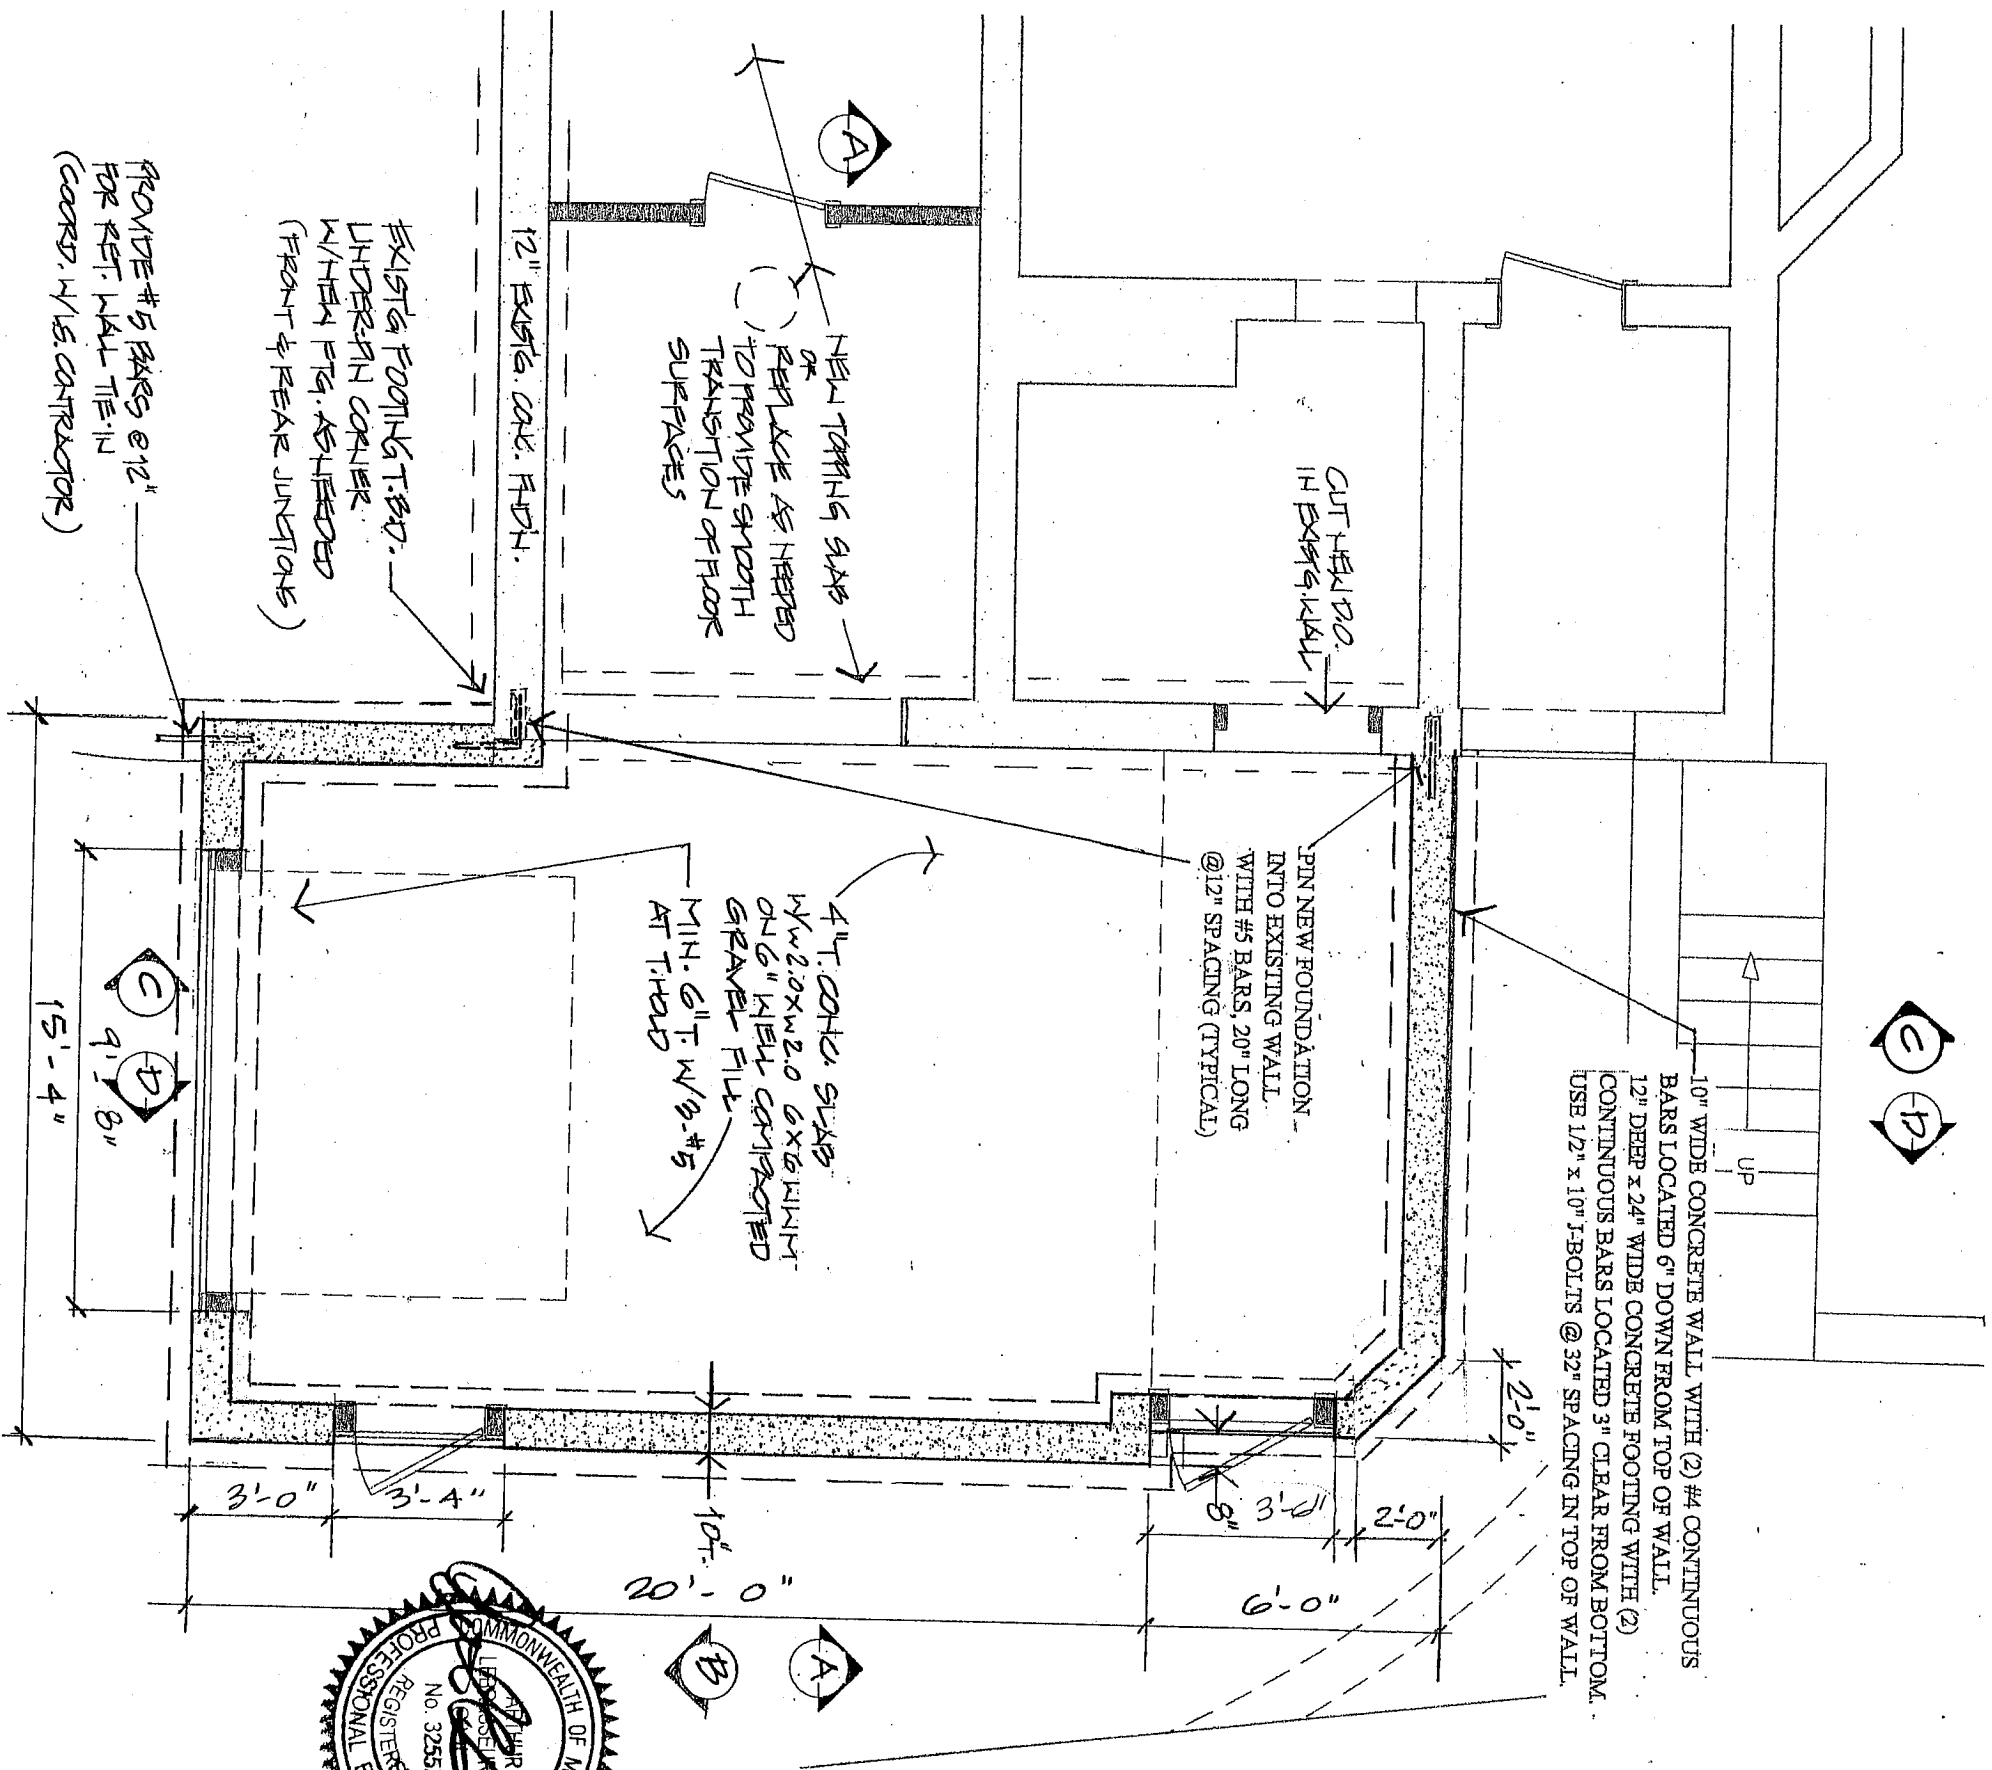 10" WIDE CONCRETE WALL WITH (2) #4 CONTINUOUS
BARS LOCATED 6" DOWN FROM TOP OF WALL.
12" DEEP x 24" WIDE CONCRETE FOOTING WITH (2)
CONTINUOUS BARS LOCATED 3" CLEAR FROM BOTTOM.
USE 1/2" x 10" J-BOLTS @ 32" SPACING IN TOP OF WALL.
C
D
UP
CUT NEW D.O.
IN EXIST'G. WALL
PIN NEW FOUNDATION
INTO EXISTING WALL
WITH #5 BARS, 20" LONG
@12" SPACING (TYPICAL)
A
NEW TOPPING SLAB
OR
REPLACE AS NEEDED
TO PROVIDE SMOOTH
TRANSITION OF FLOOR
SURFACES
4" T. CONC. SLAB
W/W2.0XW2.0 6X6 WWM
ON 6" WELL COMPACTED
GRAVEL FILL
MIN. 6" T. W/3-#5
AT T.HOLD
12" EXIST'G. CONC. FND'N.
EXIST'G FOOTING T.B.D.
UNDER-PIN CORNER
W/NEW FTG. AS NEEDED
(FRONT & REAR JUNCTIONS)
PROVIDE #5 BARS @ 12"
FOR RET. WALL TIE-IN
(COORD. W/LS. CONTRACTOR)
2'-0"
2'-0"
3'-6"
8"
6'-0"
10" T.
20'-0"
3'-4"
3'-0"
A
B
C
D
9'-8"
15'-4"
COMMONWEALTH OF M
ARTHUR
No. 3255
REGISTERE
PROFESSIONAL E